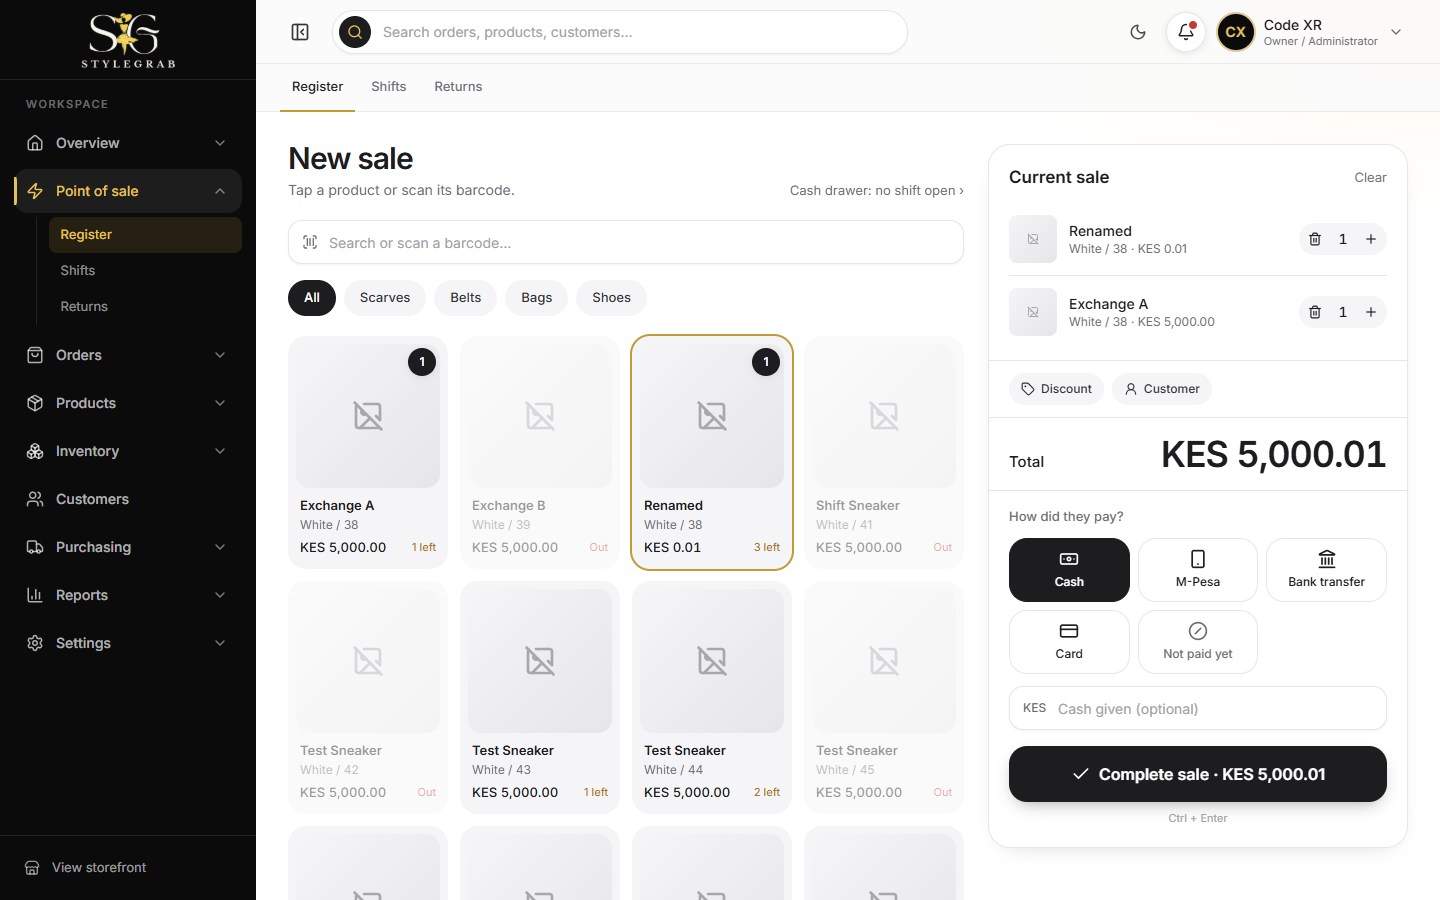 SG
STYLEGRAB
WORKSPACE
Overview
Point of sale
Register
Shifts
Returns
Orders
Products
Inventory
Customers
Purchasing
Reports
Settings
View storefront
Search orders, products, customers...
CX
Code XR
Owner / Administrator
Register
Shifts
Returns
New sale
Tap a product or scan its barcode.
Cash drawer: no shift open ›
Search or scan a barcode...
All
Scarves
Belts
Bags
Shoes
1
Exchange A
White / 38
KES 5,000.00
1 left
Exchange B
White / 39
KES 5,000.00
Out
1
Renamed
White / 38
KES 0.01
3 left
Shift Sneaker
White / 41
KES 5,000.00
Out
Test Sneaker
White / 42
KES 5,000.00
Out
Test Sneaker
White / 43
KES 5,000.00
1 left
Test Sneaker
White / 44
KES 5,000.00
2 left
Test Sneaker
White / 45
KES 5,000.00
Out
Current sale
Clear
Renamed
White / 38 · KES 0.01
1
Exchange A
White / 38 · KES 5,000.00
1
Discount
Customer
Total
KES 5,000.01
How did they pay?
Cash
M-Pesa
Bank transfer
Card
Not paid yet
KES
Cash given (optional)
Complete sale · KES 5,000.01
Ctrl + Enter